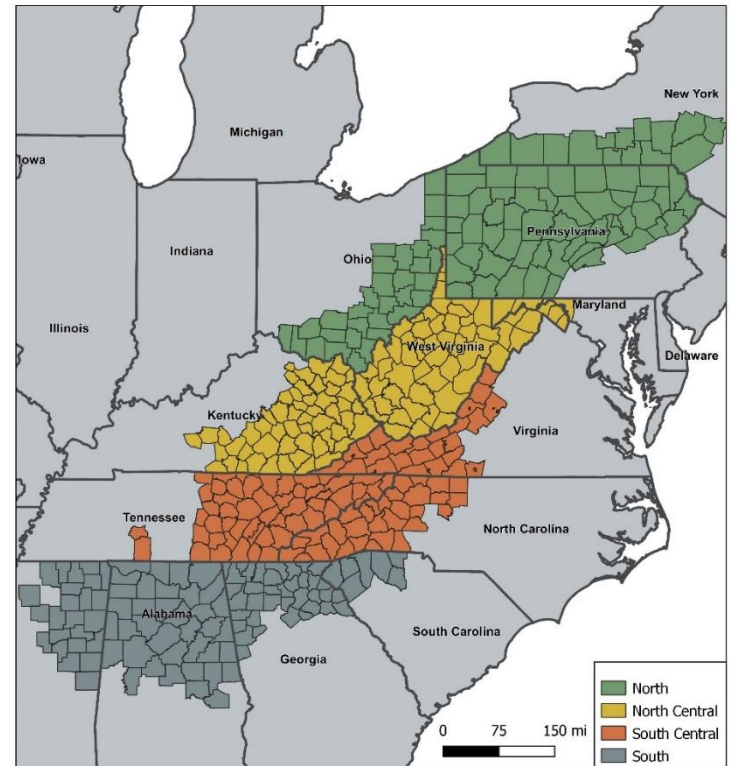 New York
Michigan
Iowa
Pennsylvania
Indiana
Ohio
Maryland
Illinois
West Virginia
Delaware
Kentucky
Virginia
Tennessee
North Carolina
Alabama
South Carolina
Georgia
North
North Central
South Central
South
0 75 150 mi